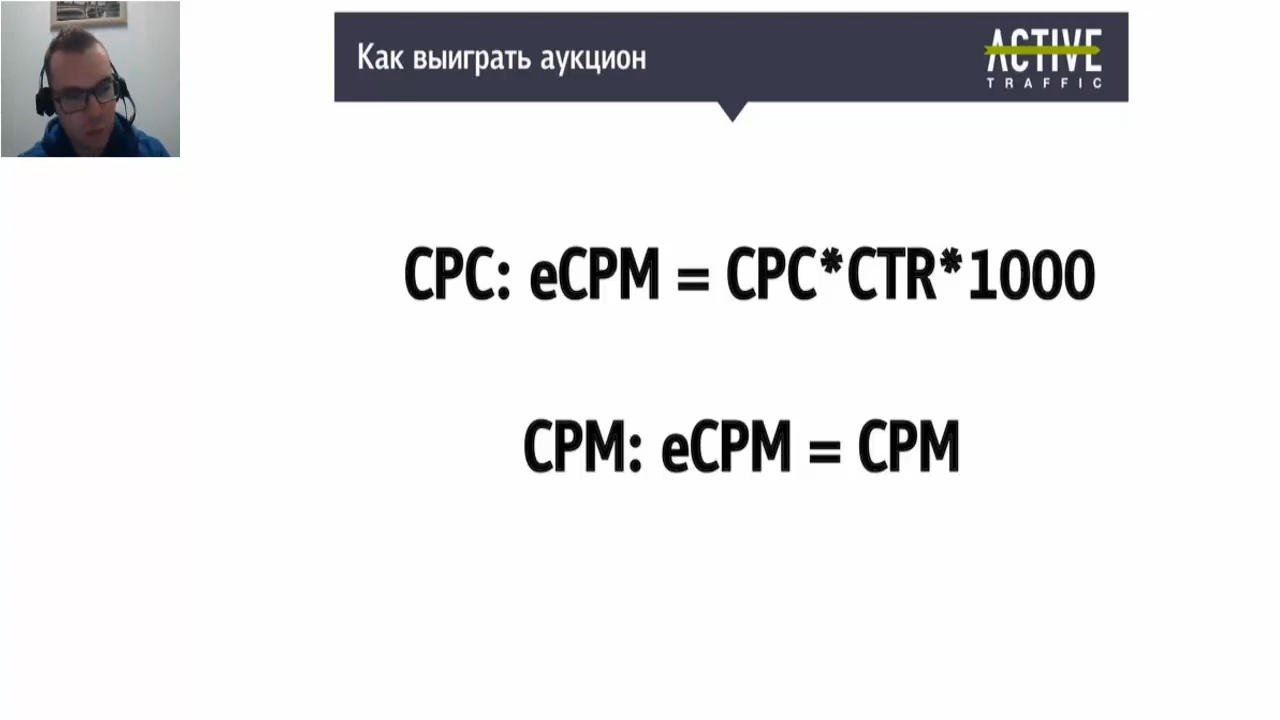 Как выиграть аукцион
ACTIVE
TRAFFIC
CPC: eCPM = CPC*CTR*1000
CPM: eCPM = CPM